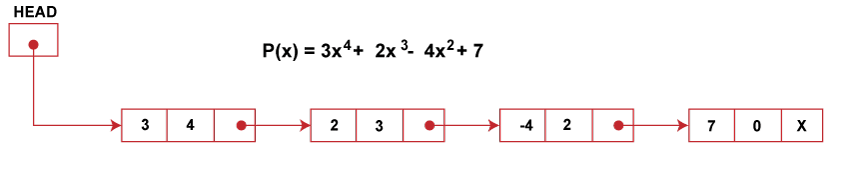 HEAD
P(x) = 3x⁴+ 2x³- 4x²+ 7
3 4 2 3 -4 2 7 0 X